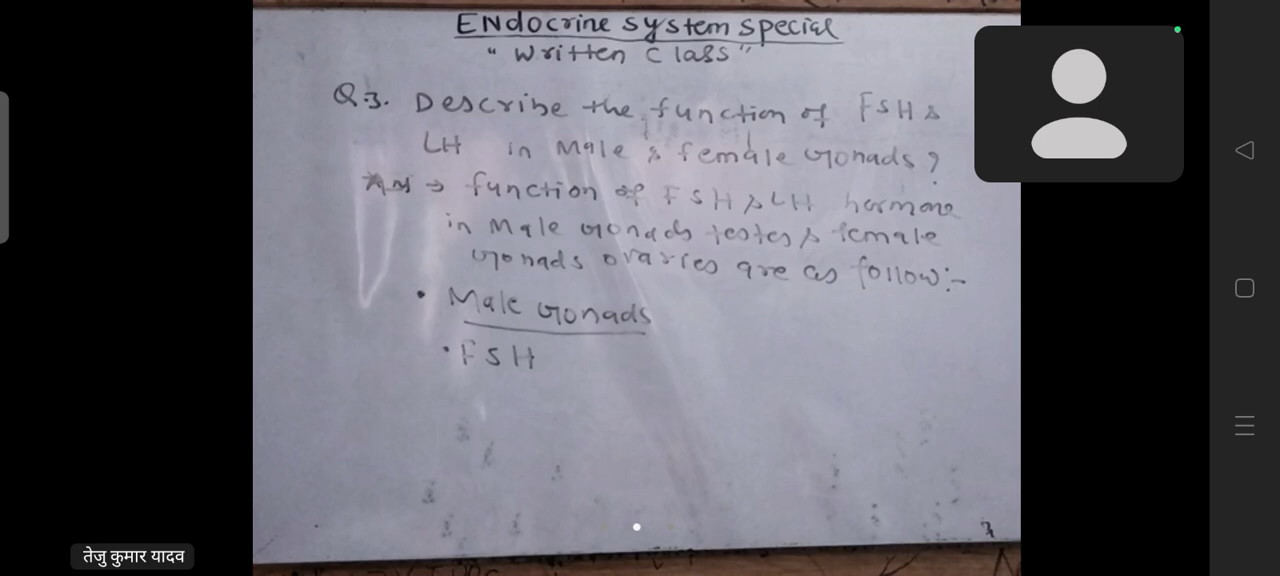 Endocrine system special
"Written Class"
Q.3. Describe the function of FSH &
LH in Male & female Gonads?
Ans → function of FSH & LH hormone
in Male Gonads testes & female
Gonads ovaries are as follow:-
• Male Gonads
• FSH
तेजु कुमार यादव